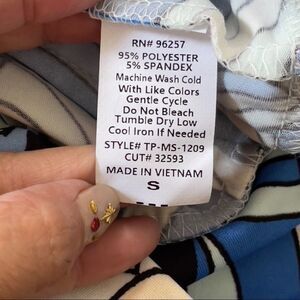 RN# 96257
95% POLYESTER
5% SPANDEX
Machine Wash Cold
With Like Colors
Gentle Cycle
Do Not Bleach
Tumble Dry Low
Cool Iron If Needed
STYLE# TP-MS-1209
CUT# 32593
MADE IN VIETNAM
S